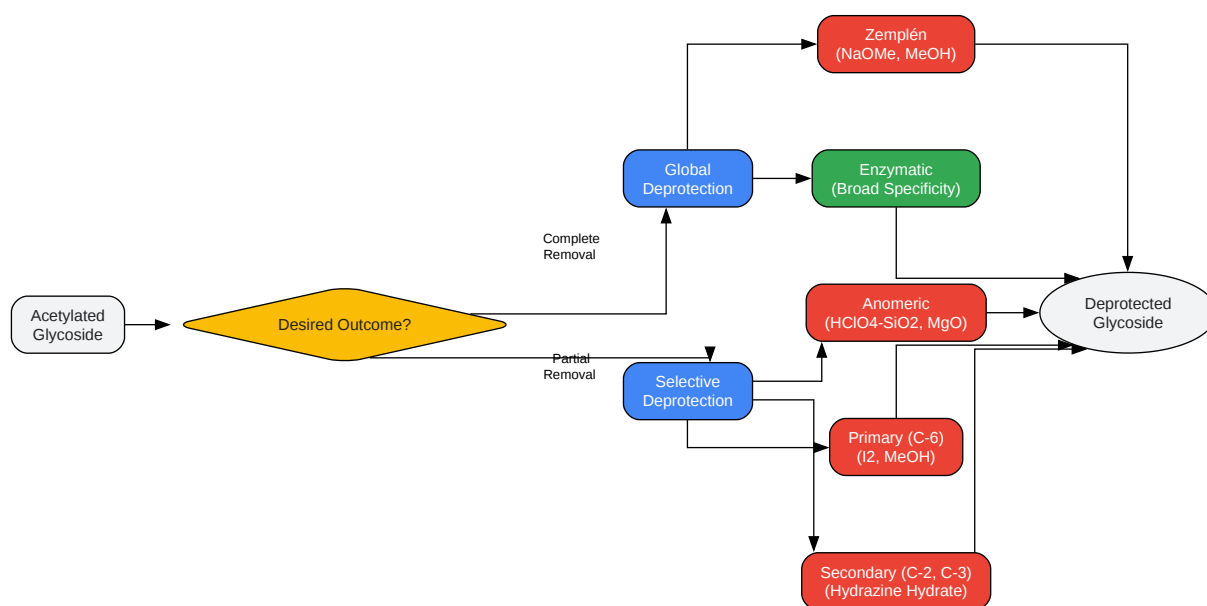 Zemplén
(NaOMe, MeOH)
Global
Deprotection
Enzymatic
(Broad Specificity)
Complete
Removal
Acetylated
Glycoside
Desired Outcome?
Anomeric
(HClO4-SiO2, MgO)
Deprotected
Glycoside
Partial
Removal
Selective
Deprotection
Primary (C-6)
(I2, MeOH)
Secondary (C-2, C-3)
(Hydrazine Hydrate)